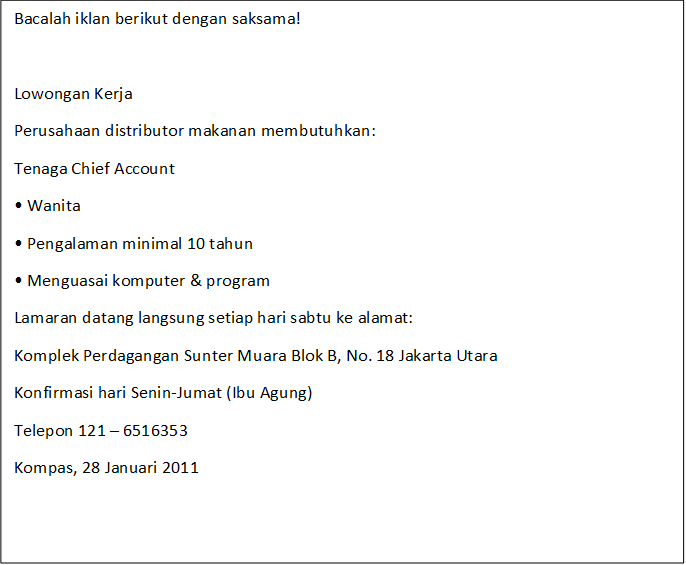 Bacalah iklan berikut dengan saksama!
Lowongan Kerja
Perusahaan distributor makanan membutuhkan:
Tenaga Chief Account
• Wanita
• Pengalaman minimal 10 tahun
• Menguasai komputer & program
Lamaran datang langsung setiap hari sabtu ke alamat:
Komplek Perdagangan Sunter Muara Blok B, No. 18 Jakarta Utara
Konfirmasi hari Senin-Jumat (Ibu Agung)
Telepon 121 – 6516353
Kompas, 28 Januari 2011